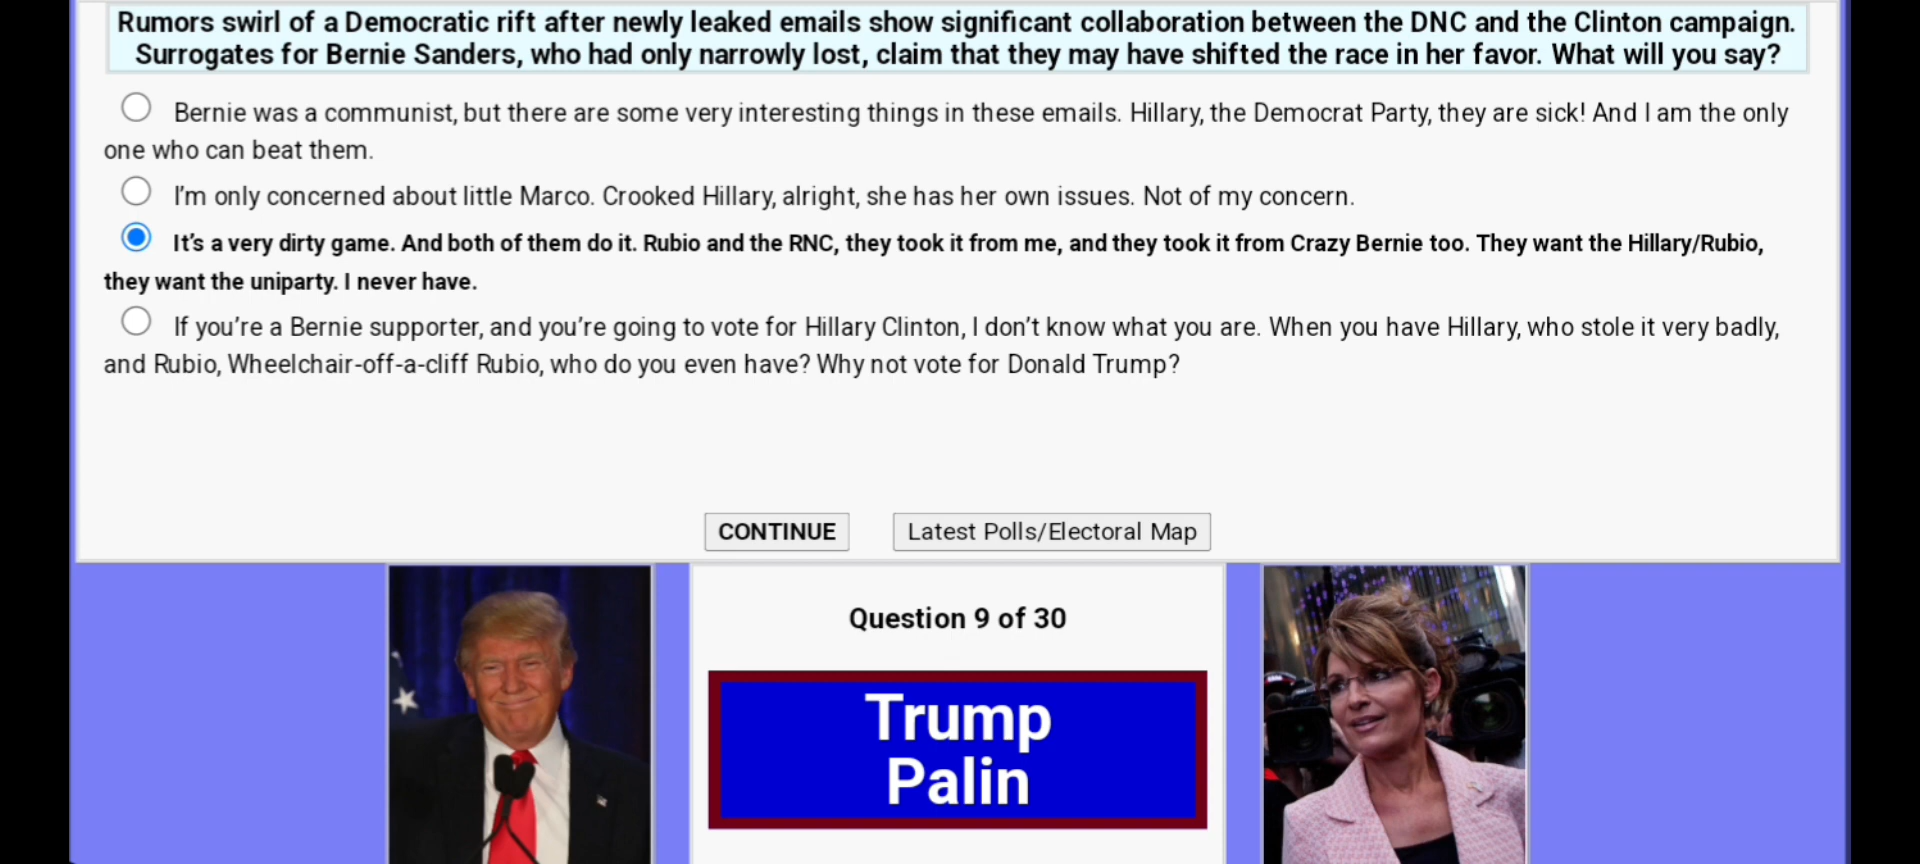 Rumors swirl of a Democratic rift after newly leaked emails show significant collaboration between the DNC and the Clinton campaign.
Surrogates for Bernie Sanders, who had only narrowly lost, claim that they may have shifted the race in her favor. What will you say?
Bernie was a communist, but there are some very interesting things in these emails. Hillary, the Democrat Party, they are sick! And I am the only
one who can beat them.
I’m only concerned about little Marco. Crooked Hillary, alright, she has her own issues. Not of my concern.
It’s a very dirty game. And both of them do it. Rubio and the RNC, they took it from me, and they took it from Crazy Bernie too. They want the Hillary/Rubio,
they want the uniparty. I never have.
If you’re a Bernie supporter, and you’re going to vote for Hillary Clinton, I don’t know what you are. When you have Hillary, who stole it very badly,
and Rubio, Wheelchair-off-a-cliff Rubio, who do you even have? Why not vote for Donald Trump?
CONTINUE
Latest Polls/Electoral Map
Question 9 of 30
Trump
Palin